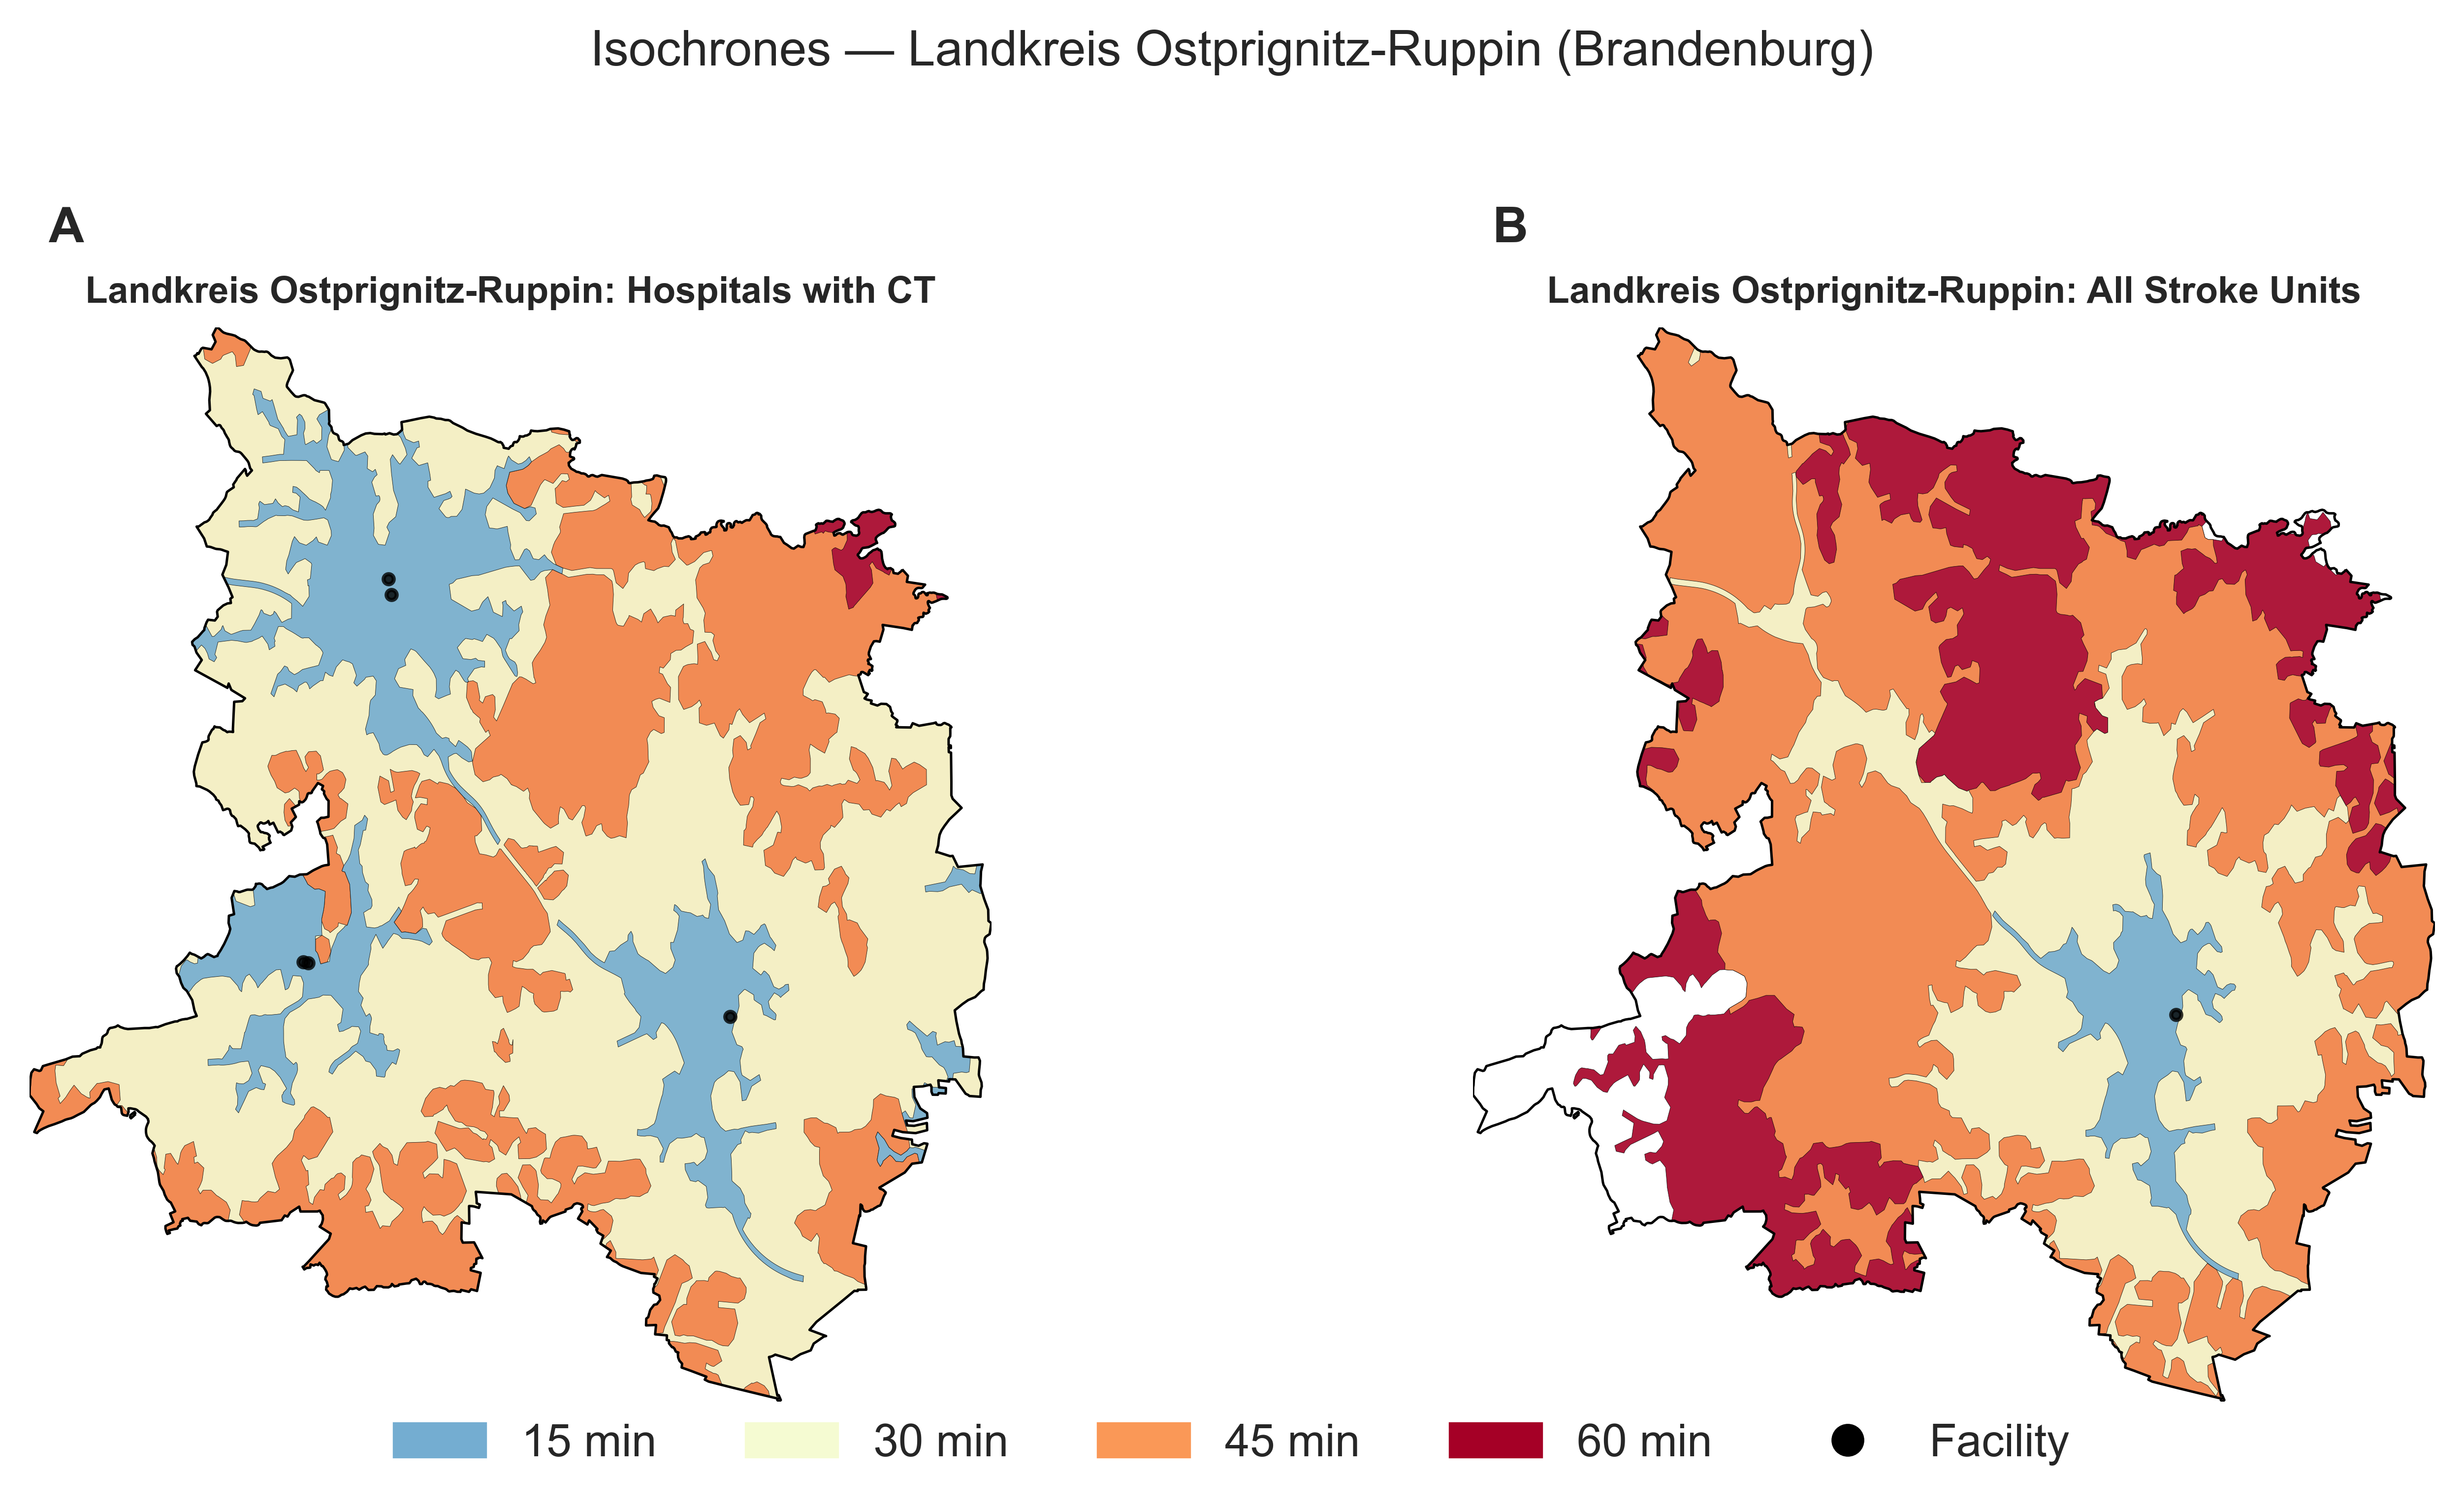 Isochrones — Landkreis Ostprignitz-Ruppin (Brandenburg)
A
Landkreis Ostprignitz-Ruppin: Hospitals with CT
B
Landkreis Ostprignitz-Ruppin: All Stroke Units
15 min
30 min
45 min
60 min
Facility